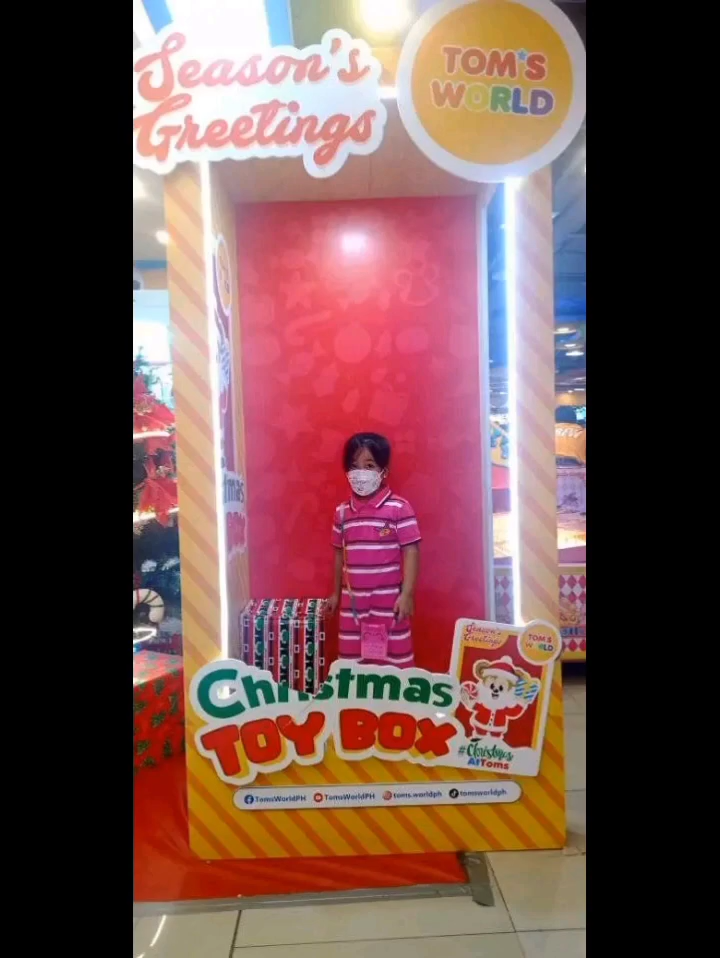 Season's
Greetings
TOM'S
WORLD
Christmas
TOY BOX
Season's
Greetings
TOM'S
WORLD
#Christmas
AtToms
TomsWorldPH
TomsWorldPH
toms.worldph
tomsworldph